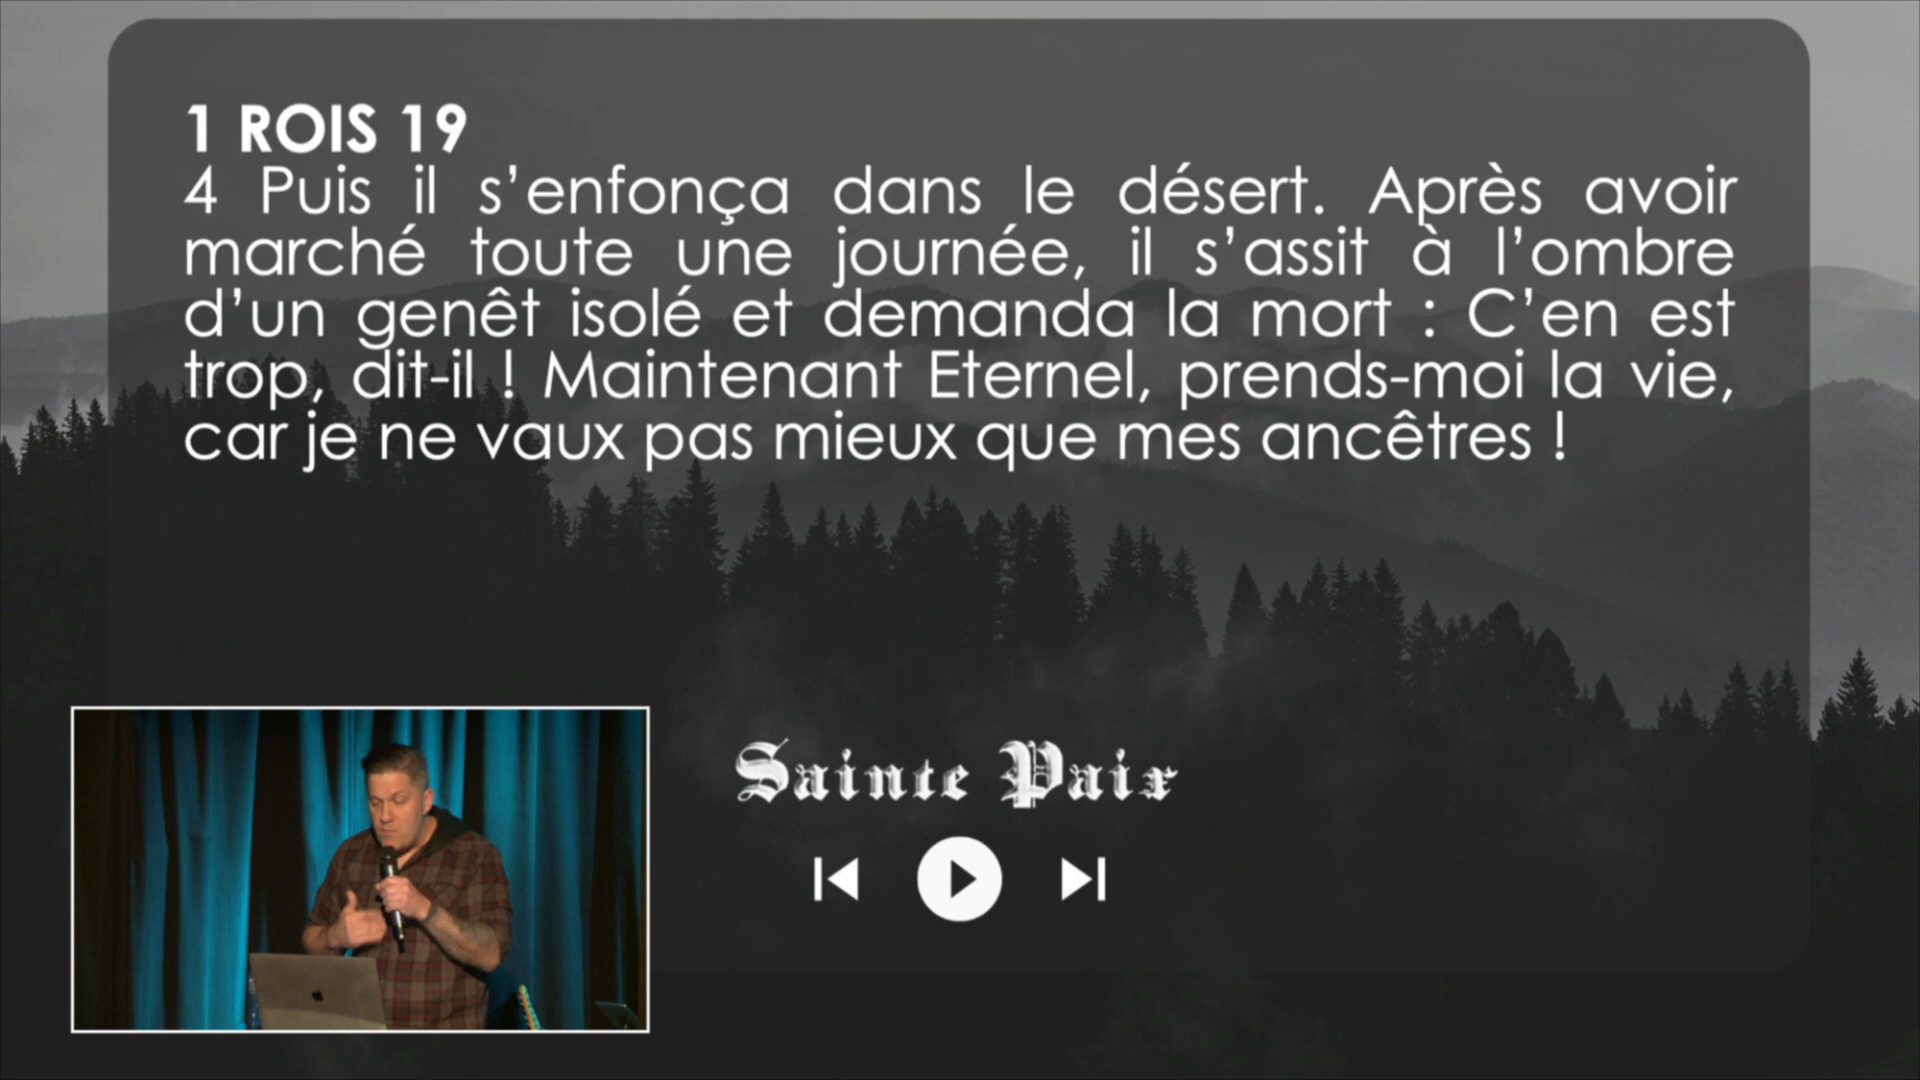 1 ROIS 19
4 Puis il s’enfonça dans le désert. Après avoir
marché toute une journée, il s’assit à l’ombre
d’un genêt isolé et demanda la mort : C’en est
trop, dit-il ! Maintenant Eternel, prends-moi la vie,
car je ne vaux pas mieux que mes ancêtres !
Sainte Paix